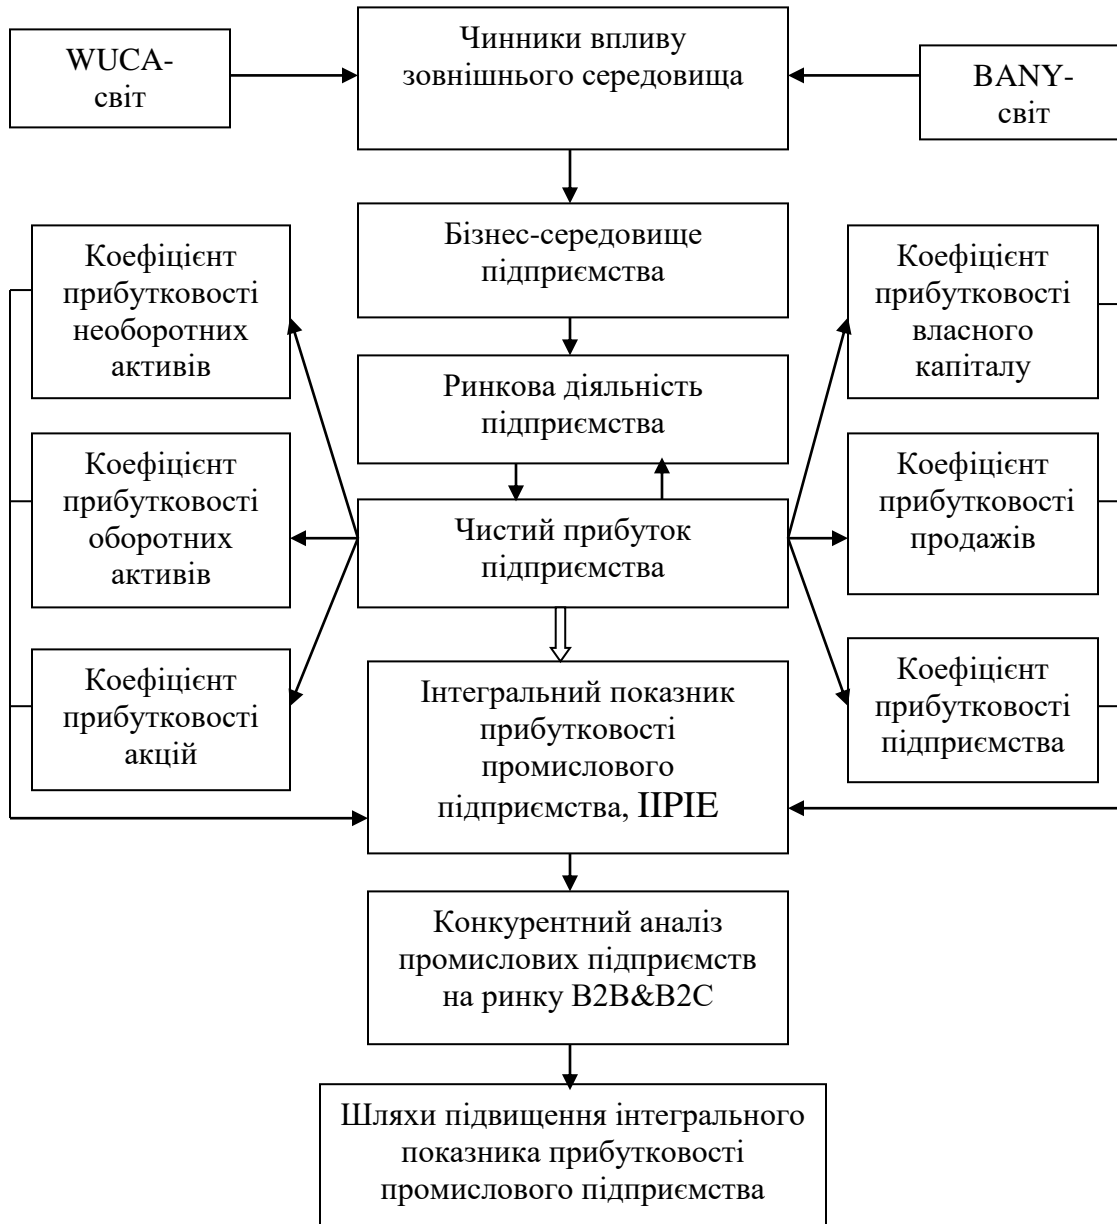 WUCA-
світ
Чинники впливу
зовнішнього середовища
BANY-
світ
Бізнес-середовище
підприємства
Коефіцієнт
прибутковості
необоротних
активів
Коефіцієнт
прибутковості
власного
капіталу
Ринкова діяльність
підприємства
Коефіцієнт
прибутковості
оборотних
активів
Чистий прибуток
підприємства
Коефіцієнт
прибутковості
продажів
Коефіцієнт
прибутковості
акцій
Інтегральний показник
прибутковості
промислового
підприємства, IIPIE
Коефіцієнт
прибутковості
підприємства
Конкурентний аналіз
промислових підприємств
на ринку B2B&B2C
Шляхи підвищення інтегрального
показника прибутковості
промислового підприємства